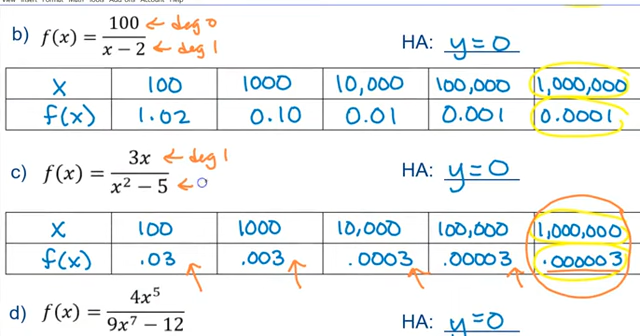 b) f(x) = 100 / (x − 2) ← deg 0 ← deg 1 HA: y = 0
x 100 1000 10,000 100,000 1,000,000
f(x) 1.02 0.10 0.01 0.001 0.0001
c) f(x) = 3x / (x² − 5) ← deg 1 ← HA: y = 0
x 100 1000 10,000 100,000 1,000,000
f(x) .03 .003 .0003 .00003 .000003
d) f(x) = 4x⁵ / (9x⁷ − 12) HA: y = 0